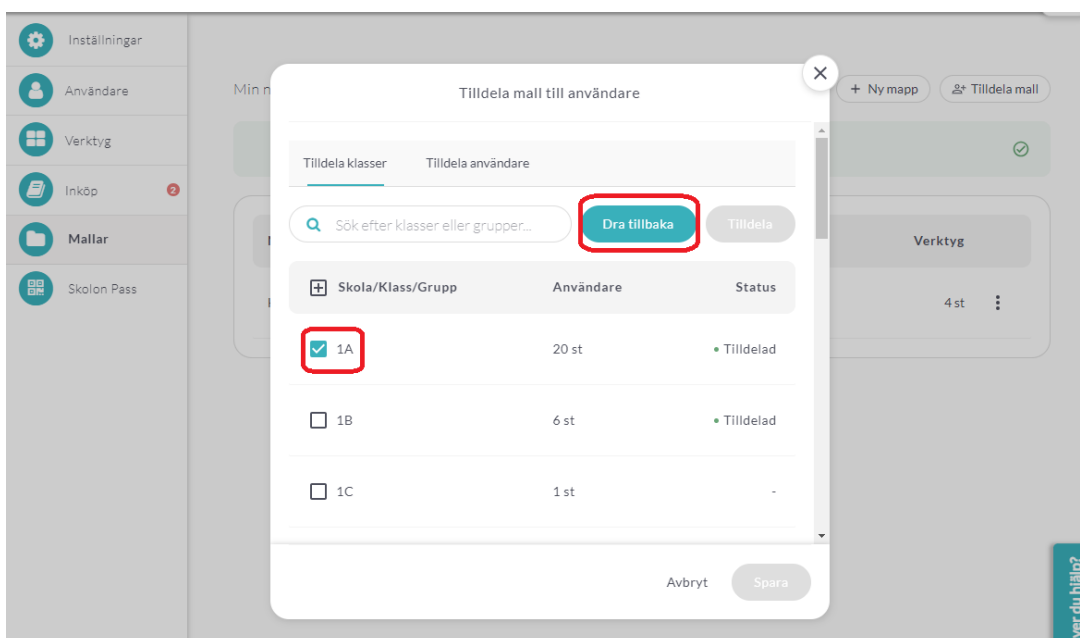 Inställningar
Användare
Verktyg
Inköp 2
Mallar
Skolon Pass
Min n
+ Ny mapp
Tilldela mall
Tilldela mall till användare
Tilldela klasser Tilldela användare
Sök efter klasser eller grupper...
Dra tillbaka
Tilldela
Skola/Klass/Grupp Användare Status
1A 20 st • Tilldelad
1B 6 st • Tilldelad
1C 1 st -
Avbryt
Spara
Verktyg
4 st
ver du hjälp?